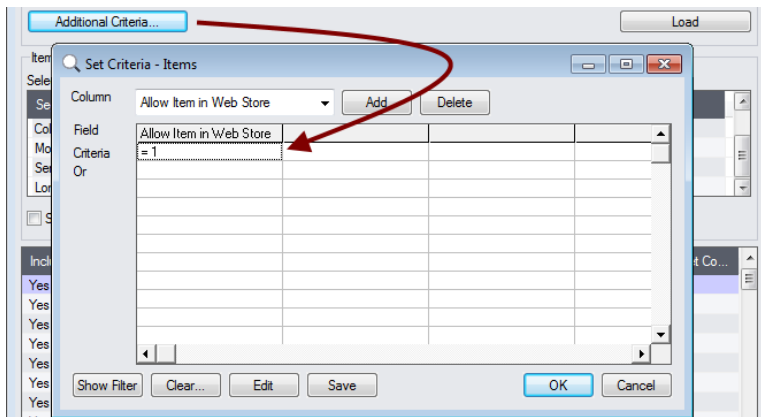 Additional Criteria...
Load
Item
Set Criteria - Items
Sele
Column
Allow Item in Web Store
Add
Delete
Se
Col
Field
Allow Item in Web Store
Mo
Criteria
= 1
Ser
Or
Lon
S
Inclu
t Co...
Yes
Yes
Yes
Yes
Yes
Yes
Show Filter
Clear...
Edit
Save
OK
Cancel
Yes